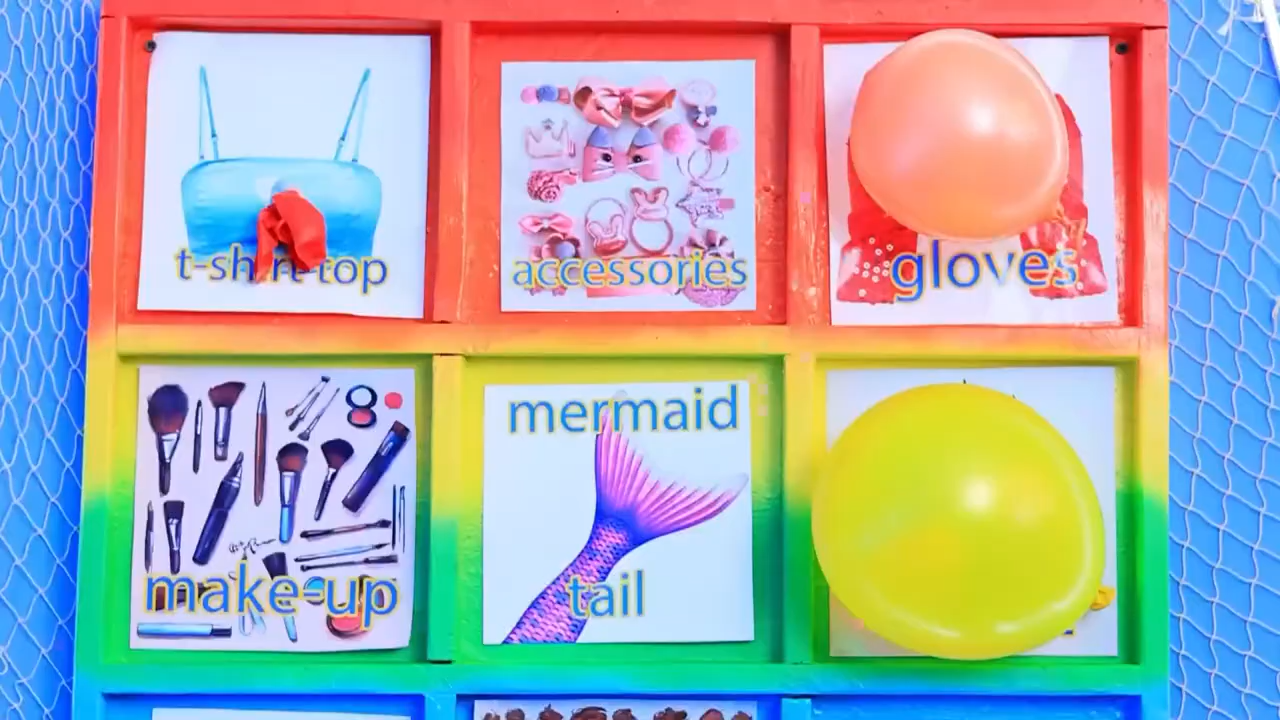 t-shirt-top
accessories
gloves
make-up
mermaid
tail